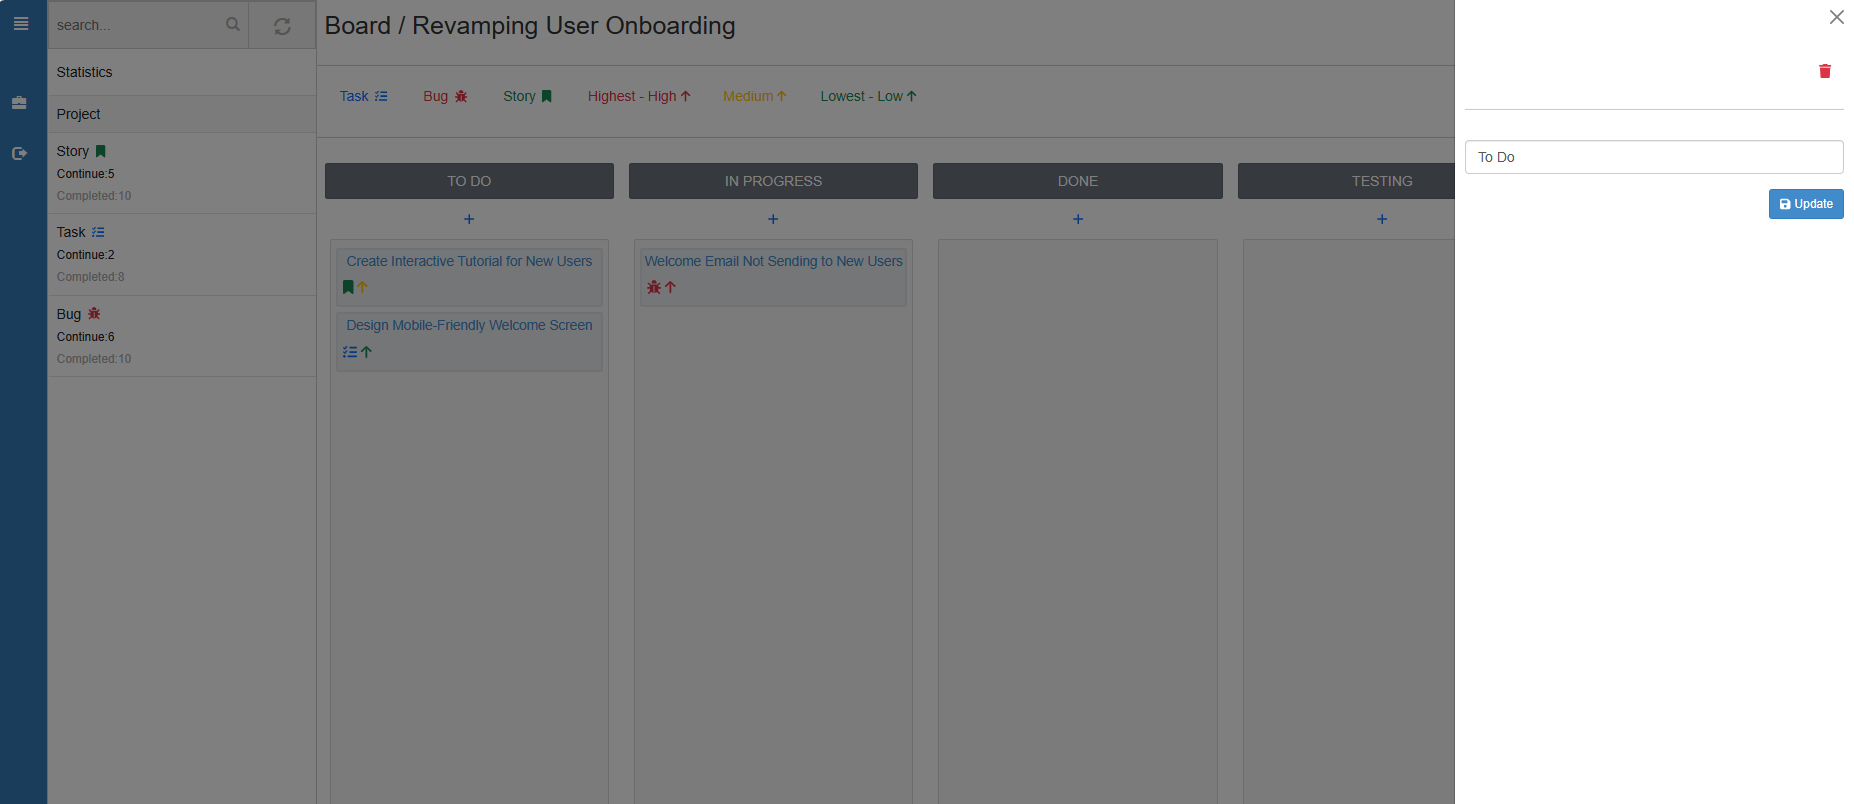 search...
Statistics
Project
Story
Continue:5
Completed:10
Task
Continue:2
Completed:8
Bug
Continue:6
Completed:10
Board / Revamping User Onboarding
Task Bug Story Highest - High Medium Lowest - Low
TO DO
Create Interactive Tutorial for New Users
Design Mobile-Friendly Welcome Screen
IN PROGRESS
Welcome Email Not Sending to New Users
DONE
TESTING
To Do
Update